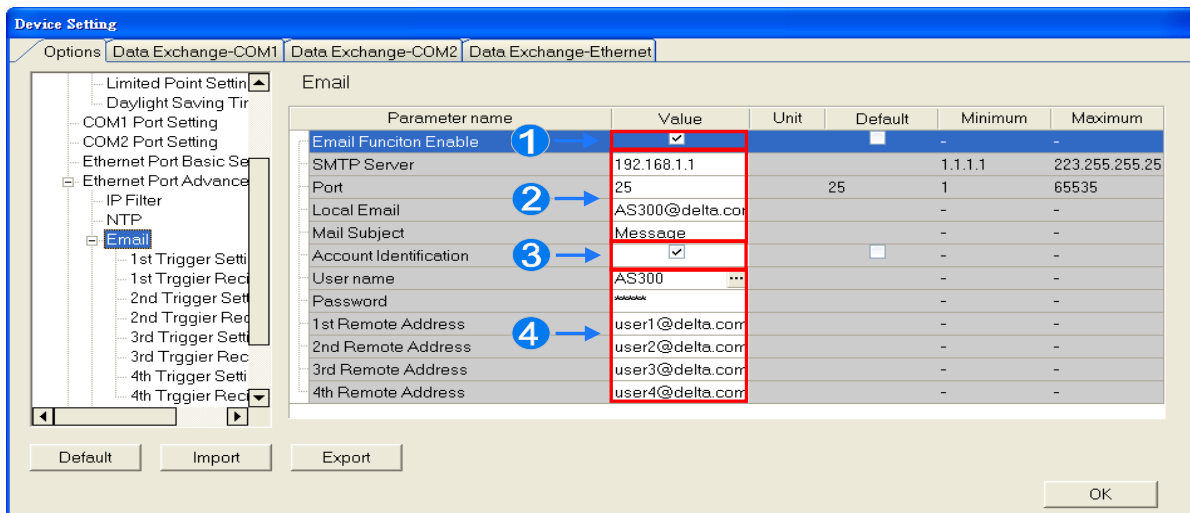 Device Setting
Options Data Exchange-COM1 Data Exchange-COM2 Data Exchange-Ethernet
Limited Point Settin
Daylight Saving Tir
COM1 Port Setting
COM2 Port Setting
Ethernet Port Basic Se
Ethernet Port Advance
IP Filter
NTP
Email
1st Trigger Setti
1st Trggier Reci
2nd Trigger Sett
2nd Trggier Rec
3rd Trigger Setti
3rd Trggier Rec
4th Trigger Setti
4th Trggier Reci
Email
Parameter name Value Unit Default Minimum Maximum
Email Funciton Enable 1 - -
SMTP Server 192.168.1.1 1.1.1.1 223.255.255.25
Port 25 25 1 65535
2
Local Email AS300@delta.cor - -
Mail Subject Message - -
Account Identification 3 - -
User name AS300 ... - -
Password ****** - -
1st Remote Address user1@delta.com - -
4
2nd Remote Address user2@delta.com - -
3rd Remote Address user3@delta.com - -
4th Remote Address user4@delta.com - -
Default Import Export
OK